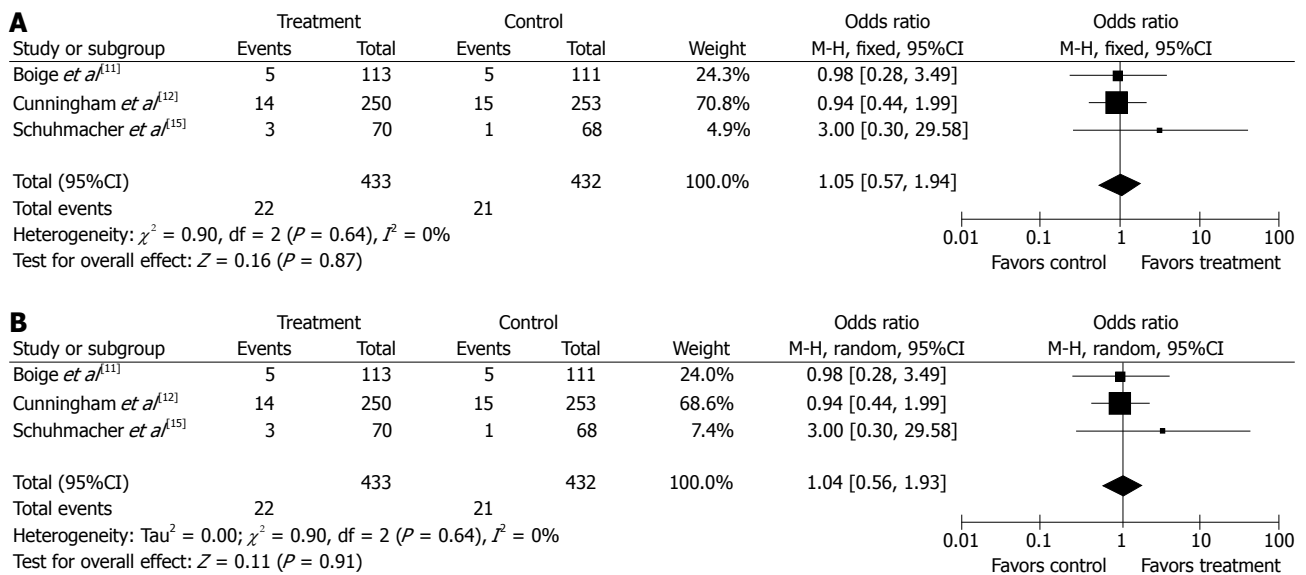 A
Treatment Control Odds ratio Odds ratio
Study or subgroup Events Total Events Total Weight M-H, fixed, 95%CI M-H, fixed, 95%CI
Boige et al[11] 5 113 5 111 24.3% 0.98 [0.28, 3.49]
Cunningham et al[12] 14 250 15 253 70.8% 0.94 [0.44, 1.99]
Schuhmacher et al[15] 3 70 1 68 4.9% 3.00 [0.30, 29.58]
Total (95%CI) 433 432 100.0% 1.05 [0.57, 1.94]
Total events 22 21
Heterogeneity: χ² = 0.90, df = 2 (P = 0.64), I² = 0%
Test for overall effect: Z = 0.16 (P = 0.87)
0.01 0.1 1 10 100
Favors control Favors treatment
B
Treatment Control Odds ratio Odds ratio
Study or subgroup Events Total Events Total Weight M-H, random, 95%CI M-H, random, 95%CI
Boige et al[11] 5 113 5 111 24.0% 0.98 [0.28, 3.49]
Cunningham et al[12] 14 250 15 253 68.6% 0.94 [0.44, 1.99]
Schuhmacher et al[15] 3 70 1 68 7.4% 3.00 [0.30, 29.58]
Total (95%CI) 433 432 100.0% 1.04 [0.56, 1.93]
Total events 22 21
Heterogeneity: Tau² = 0.00; χ² = 0.90, df = 2 (P = 0.64), I² = 0%
Test for overall effect: Z = 0.11 (P = 0.91)
0.01 0.1 1 10 100
Favors control Favors treatment